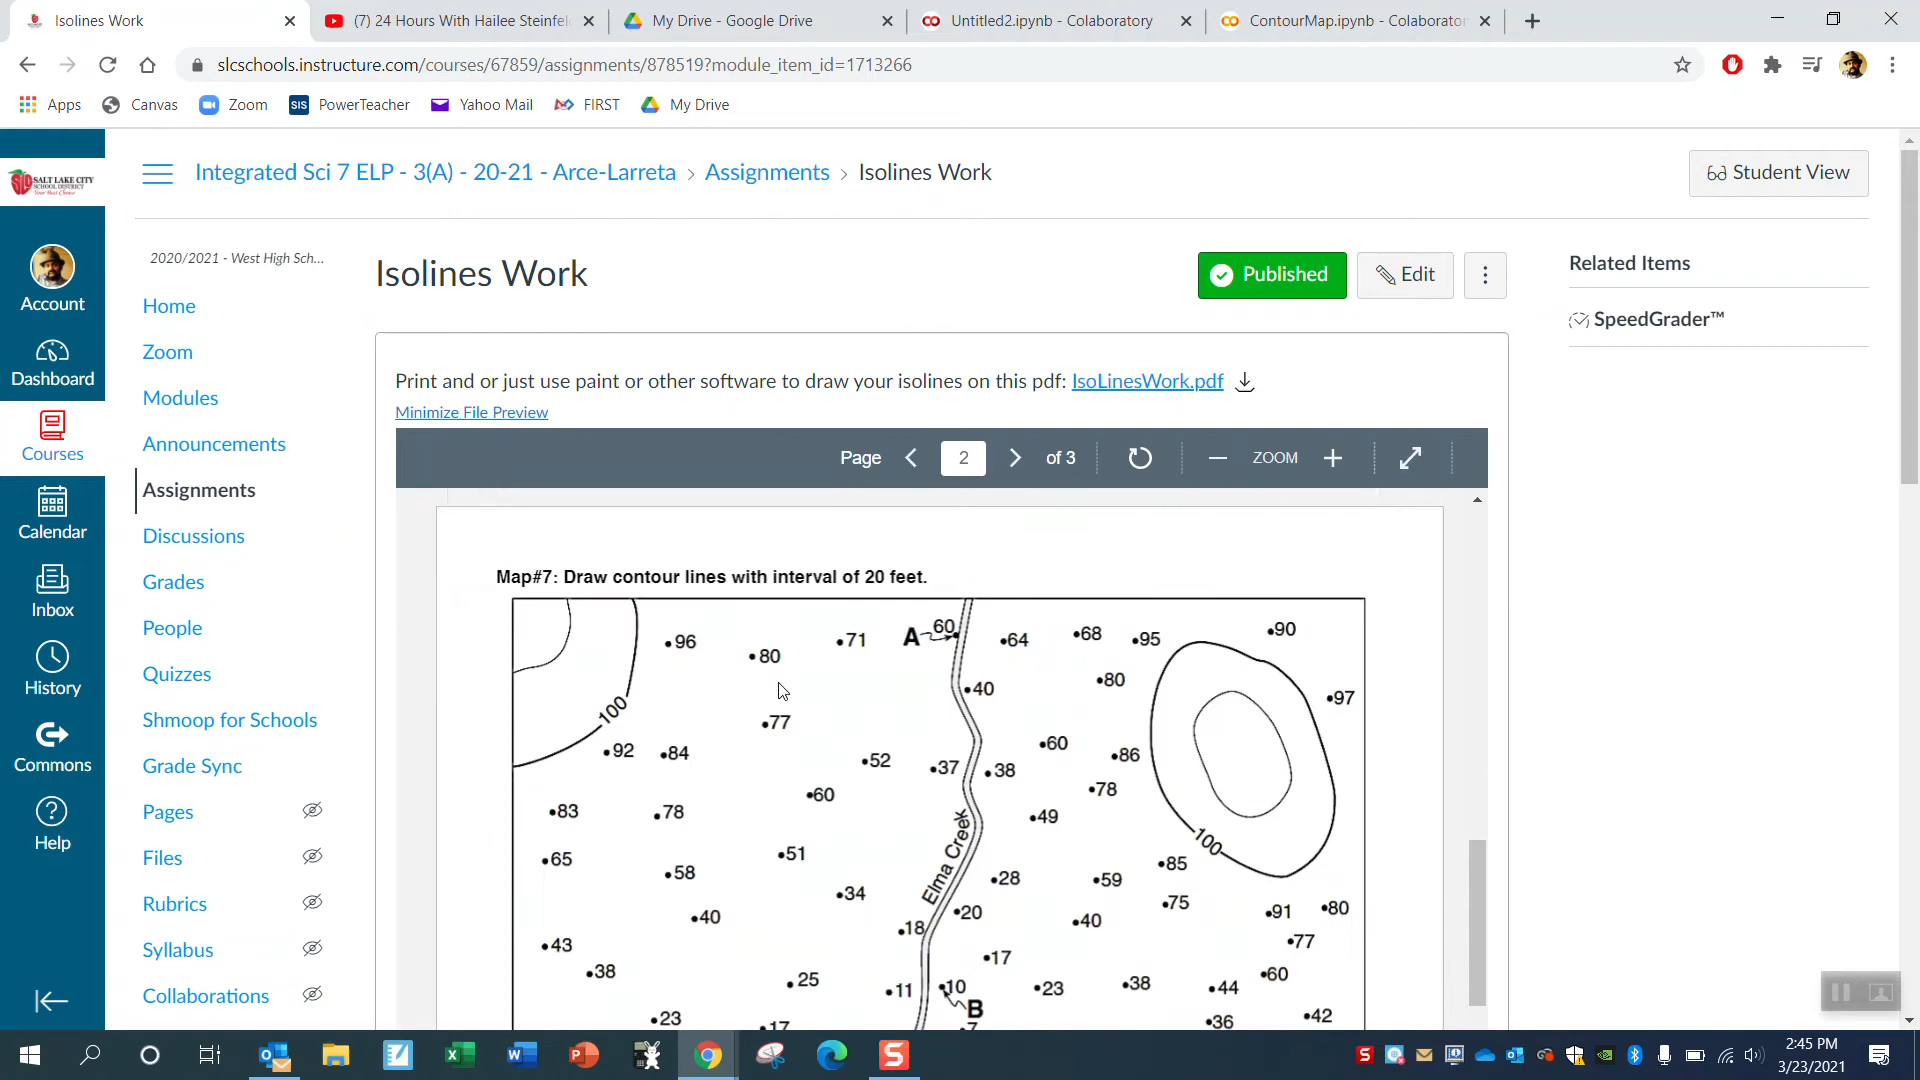 Isolines Work
(7) 24 Hours With Hailee Steinfel
My Drive - Google Drive
Untitled2.ipynb - Colaboratory
ContourMap.ipynb - Colaborator
slcschools.instructure.com/courses/67859/assignments/878519?module_item_id=1713266
Apps
Canvas
Zoom
SIS PowerTeacher
Yahoo Mail
FIRST
My Drive
SALT LAKE CITY
SCHOOL DISTRICT
Integrated Sci 7 ELP - 3(A) - 20-21 - Arce-Larreta › Assignments › Isolines Work
Student View
Account
Dashboard
Courses
Calendar
Inbox
History
Commons
Help
2020/2021 - West High Sch...
Home
Zoom
Modules
Announcements
Assignments
Discussions
Grades
People
Quizzes
Shmoop for Schools
Grade Sync
Pages
Files
Rubrics
Syllabus
Collaborations
Isolines Work
Published
Edit
Related Items
SpeedGrader™
Print and or just use paint or other software to draw your isolines on this pdf: IsoLinesWork.pdf
Minimize File Preview
Page 2 of 3 ZOOM
Map#7: Draw contour lines with interval of 20 feet.
96 80 71 A 60 64 68 95 90
40 80 97
100 77
92 84 52 37 38 60 86
60 78
83 78 49
100
65 58 51 Elma Creek 28 59 85
34 75
40 18 20 40 91 80
43 77
38 25 17 60
11 10 23 38 44
B
23 17 7 36 42
2:45 PM
3/23/2021